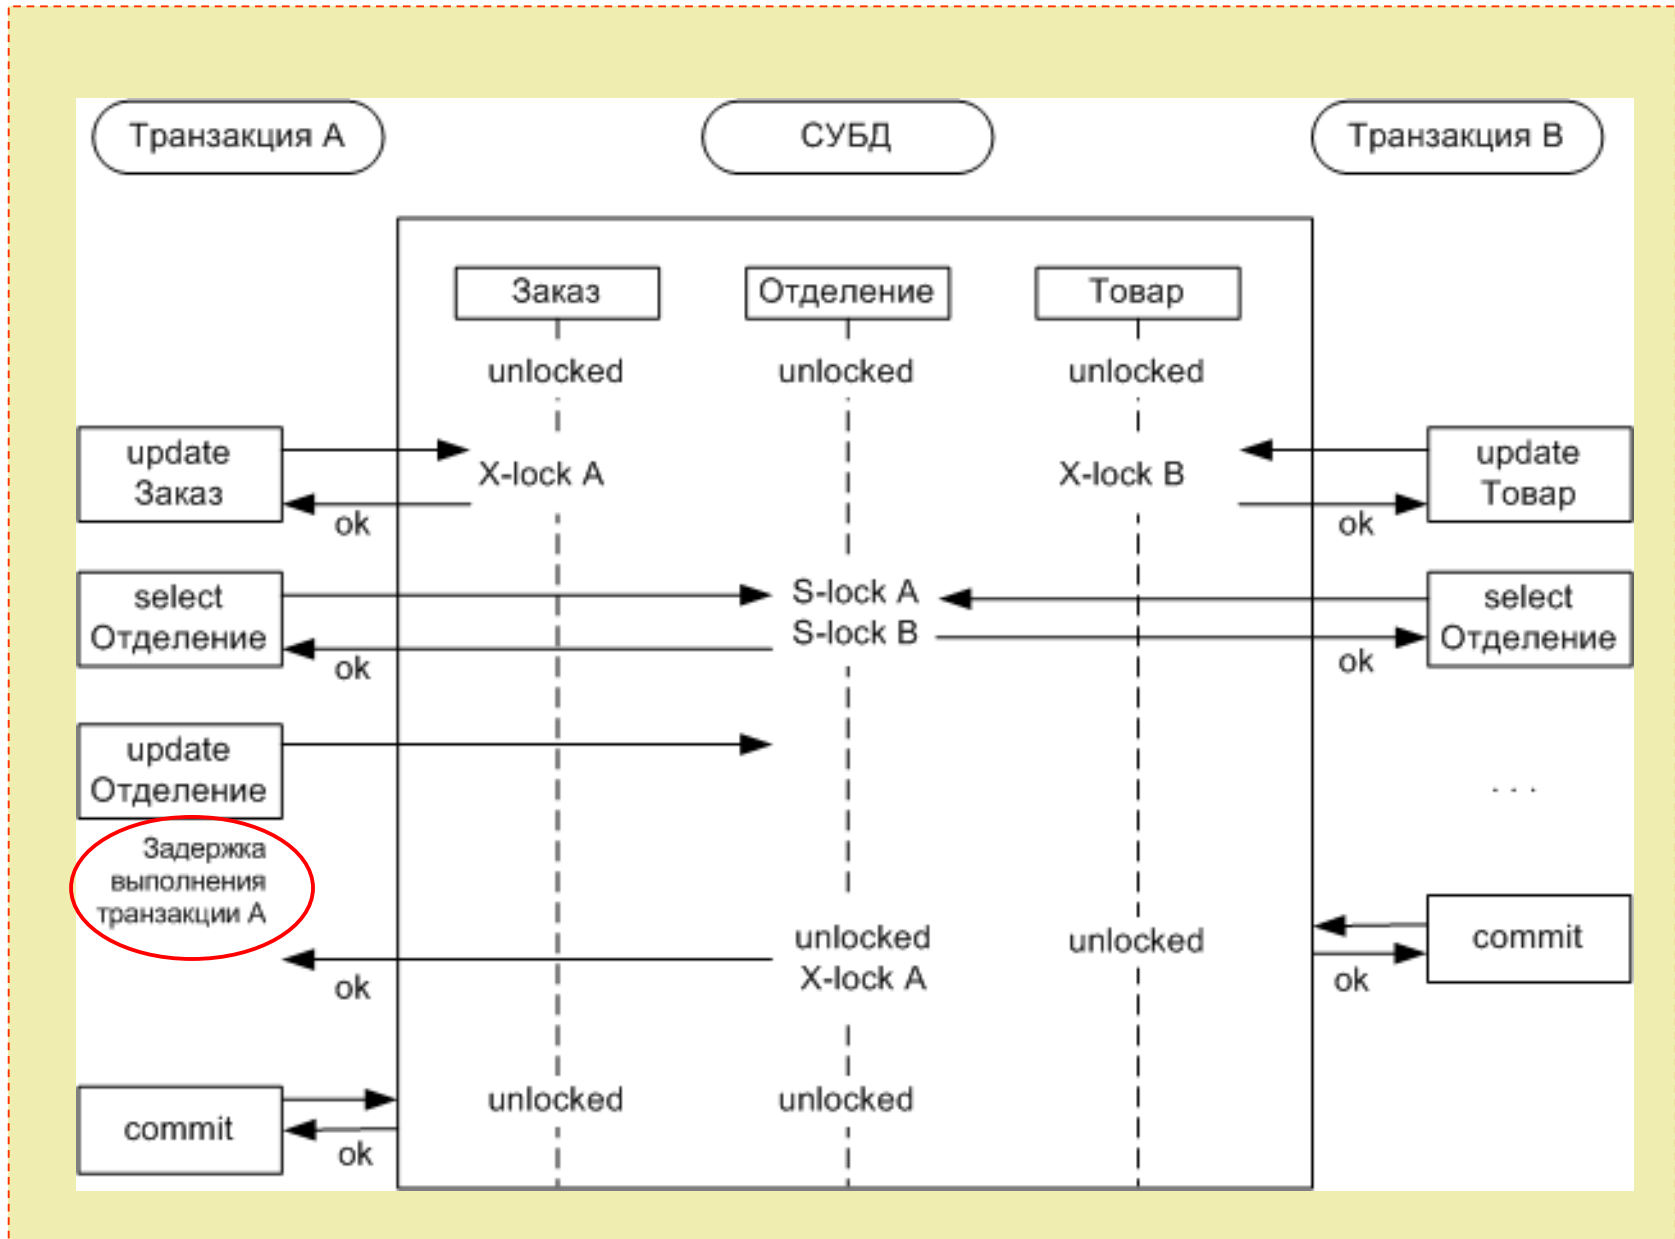 Транзакция A
СУБД
Транзакция B
Заказ
Отделение
Товар
unlocked
unlocked
unlocked
update
Заказ
X-lock A
X-lock B
update
Товар
ok
ok
select
Отделение
S-lock A
S-lock B
select
Отделение
ok
ok
update
Отделение
. . .
Задержка
выполнения
транзакции A
unlocked
X-lock A
unlocked
commit
ok
ok
commit
unlocked
unlocked
ok